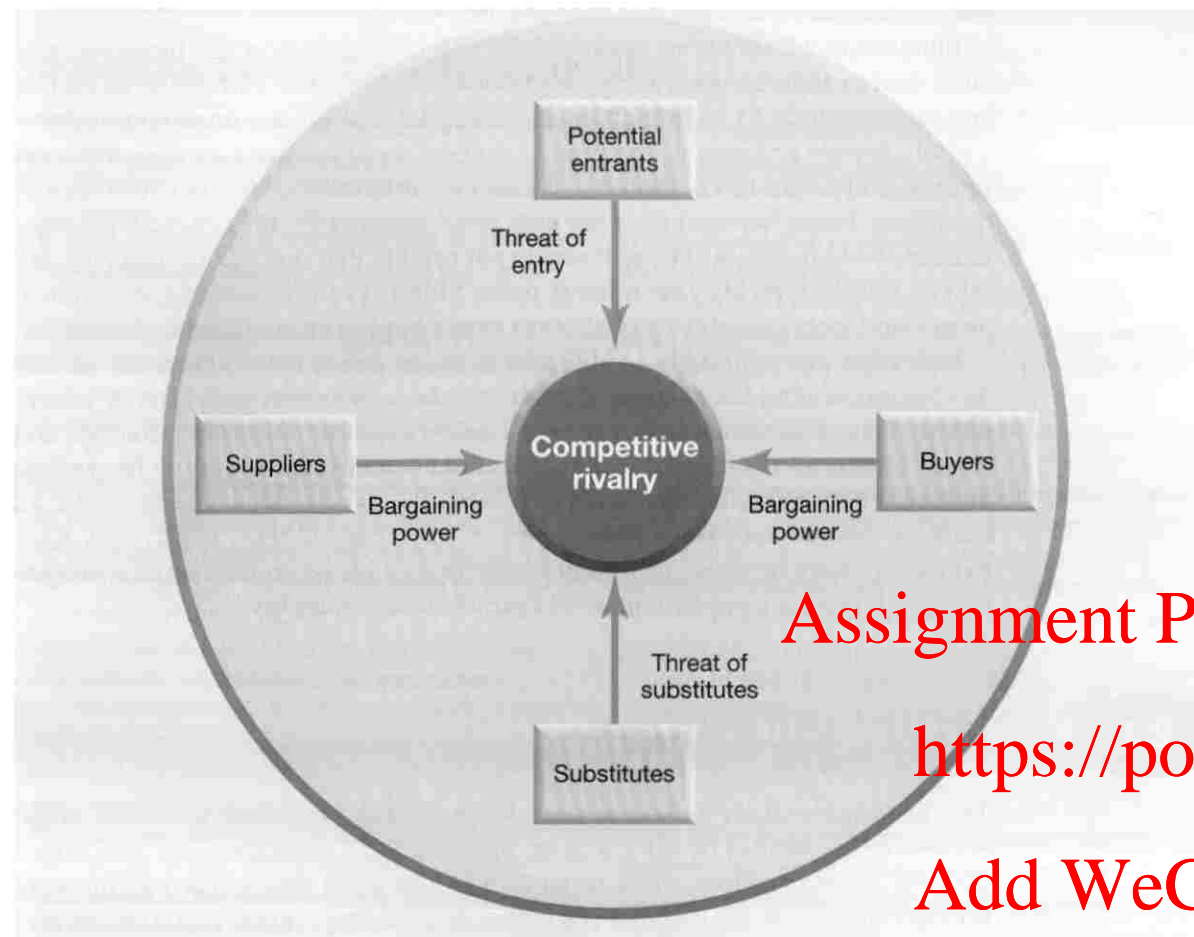 Potential
entrants
Threat of
entry
Suppliers
Bargaining
power
Competitive
rivalry
Buyers
Bargaining
power
Threat of
substitutes
Substitutes
Assignment P
https://po
Add WeC